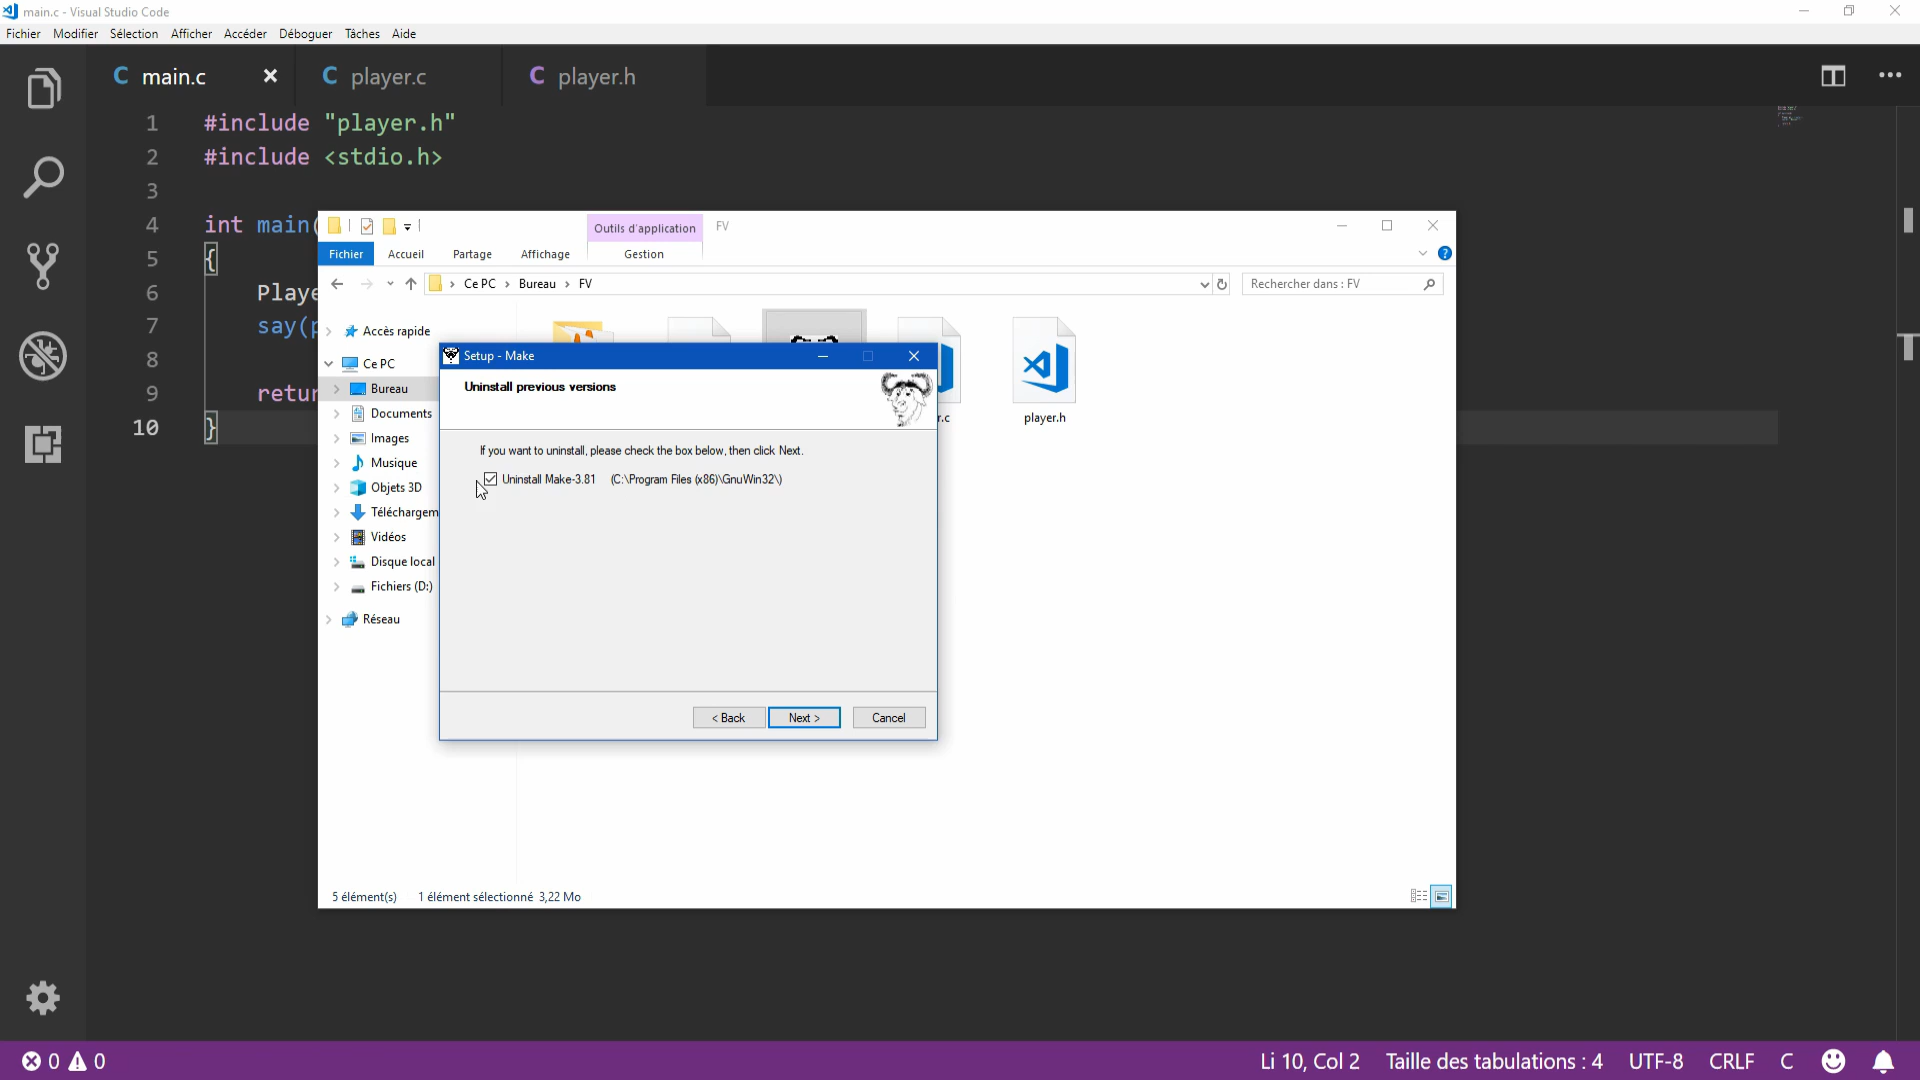 main.c - Visual Studio Code
Fichier Modifier Sélection Afficher Accéder Déboguer Tâches Aide
C main.c C player.c C player.h
1 #include "player.h"
2 #include <stdio.h>
3
4 int main(
5 {
6 Playe
7 say(p
8
9 retur
10 }
Outils d'application FV
Fichier Accueil Partage Affichage Gestion
Ce PC > Bureau > FV
Rechercher dans : FV
Accès rapide
Ce PC
Bureau
Documents
Images
Musique
Objets 3D
Téléchargem
Vidéos
Disque local
Fichiers (D:)
Réseau
r.c
player.h
Setup - Make
Uninstall previous versions
If you want to uninstall, please check the box below, then click Next.
Uninstall Make-3.81 (C:\Program Files (x86)\GnuWin32\)
< Back Next > Cancel
5 élément(s) 1 élément sélectionné 3,22 Mo
0 0 Li 10, Col 2 Taille des tabulations : 4 UTF-8 CRLF C